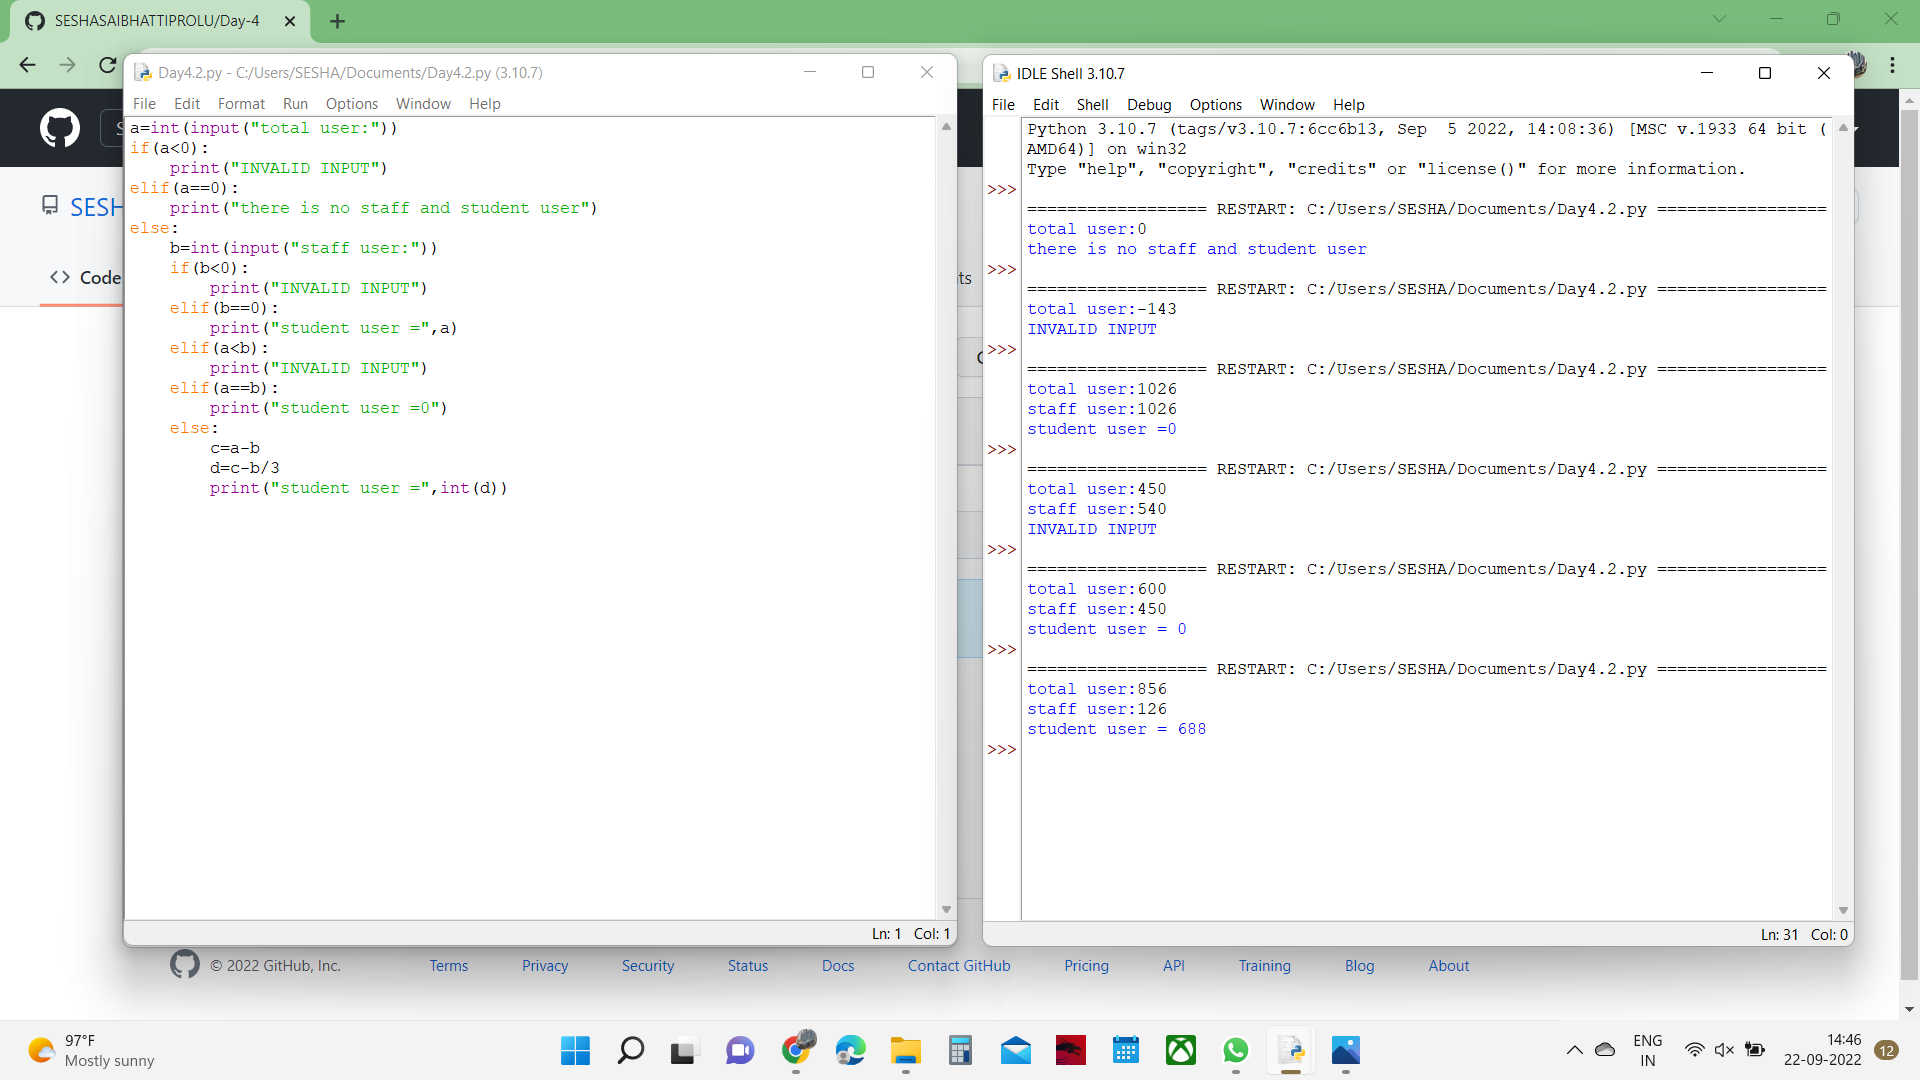 SESHASAIBHATTIPROLU/Day-4
Day4.2.py - C:/Users/SESHA/Documents/Day4.2.py (3.10.7)
File Edit Format Run Options Window Help
a=int(input("total user:"))
if(a<0):
    print("INVALID INPUT")
elif(a==0):
    print("there is no staff and student user")
else:
    b=int(input("staff user:"))
    if(b<0):
        print("INVALID INPUT")
    elif(b==0):
        print("student user =",a)
    elif(a<b):
        print("INVALID INPUT")
    elif(a==b):
        print("student user =0")
    else:
        c=a-b
        d=c-b/3
        print("student user =",int(d))
Ln: 1 Col: 1
IDLE Shell 3.10.7
File Edit Shell Debug Options Window Help
Python 3.10.7 (tags/v3.10.7:6cc6b13, Sep  5 2022, 14:08:36) [MSC v.1933 64 bit (
AMD64)] on win32
Type "help", "copyright", "credits" or "license()" for more information.
>>>
================== RESTART: C:/Users/SESHA/Documents/Day4.2.py =================
total user:0
there is no staff and student user
>>>
================== RESTART: C:/Users/SESHA/Documents/Day4.2.py =================
total user:-143
INVALID INPUT
>>>
================== RESTART: C:/Users/SESHA/Documents/Day4.2.py =================
total user:1026
staff user:1026
student user =0
>>>
================== RESTART: C:/Users/SESHA/Documents/Day4.2.py =================
total user:450
staff user:540
INVALID INPUT
>>>
================== RESTART: C:/Users/SESHA/Documents/Day4.2.py =================
total user:600
staff user:450
student user = 0
>>>
================== RESTART: C:/Users/SESHA/Documents/Day4.2.py =================
total user:856
staff user:126
student user = 688
>>>
Ln: 31 Col: 0
SESH
<> Code
ts
© 2022 GitHub, Inc. Terms Privacy Security Status Docs Contact GitHub Pricing API Training Blog About
97°F
Mostly sunny
ENG
IN
14:46
22-09-2022
12